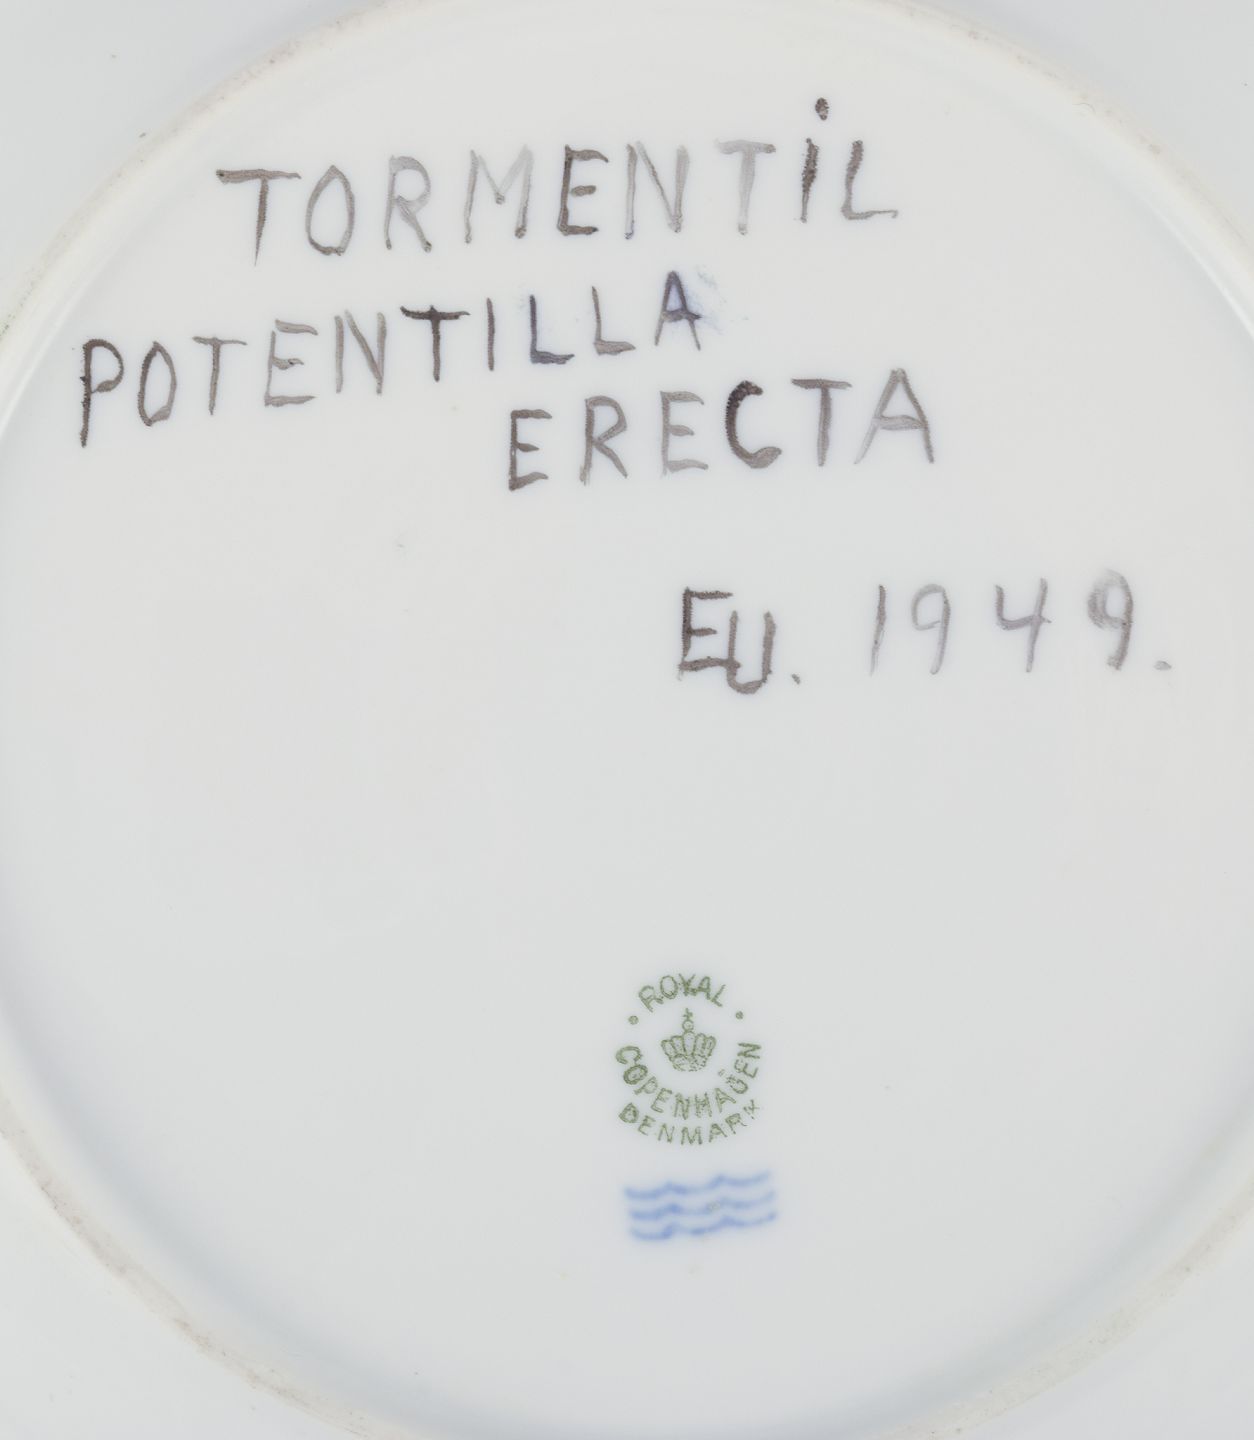 TORMENTiL
POTENTILLA
ERECTA
EU. 1949.
ROYAL
COPENHAGEN
DENMARK